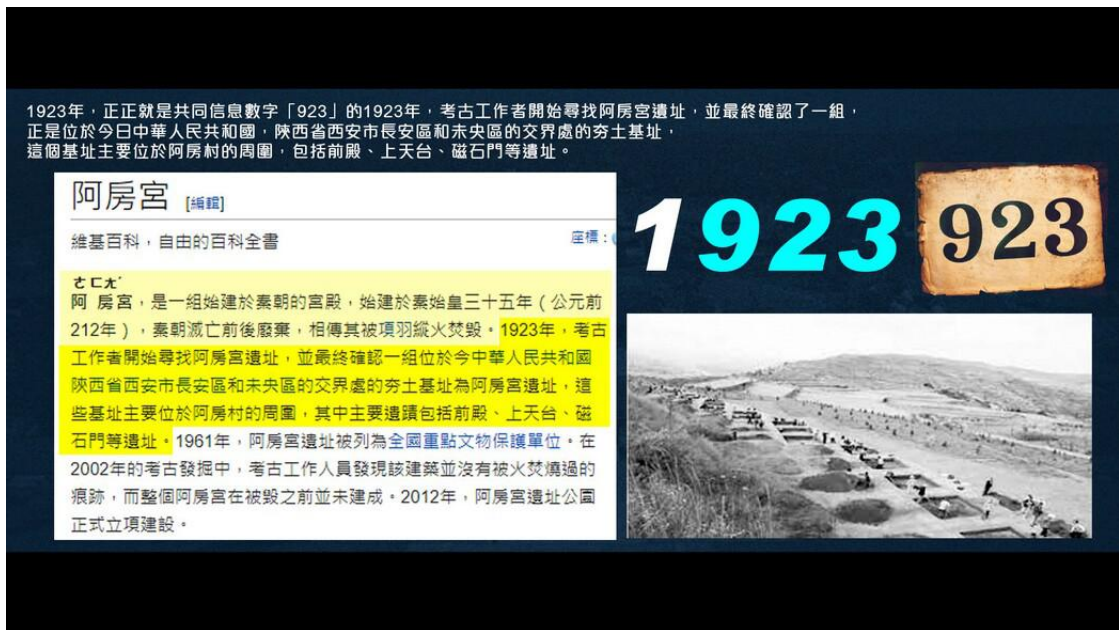 1923年，正正就是共同信息數字「923」的1923年，考古工作者開始尋找阿房宮遺址，並最終確認了一組，
正是位於今日中華人民共和國，陝西省西安市長安區和未央區的交界處的夯土基址，
這個基址主要位於阿房村的周圍，包括前殿、上天台、磁石門等遺址。
阿房宮 [編輯]
維基百科，自由的百科全書
座標：
1923
923
ㄜㄈㄤˊ
阿 房宮，是一組始建於秦朝的宮殿，始建於秦始皇三十五年（公元前
212年），秦朝滅亡前後廢棄，相傳其被項羽縱火焚毀。1923年，考古
工作者開始尋找阿房宮遺址，並最終確認一組位於今中華人民共和國
陝西省西安市長安區和未央區的交界處的夯土基址為阿房宮遺址，這
些基址主要位於阿房村的周圍，其中主要遺蹟包括前殿、上天台、磁
石門等遺址。1961年，阿房宮遺址被列為全國重點文物保護單位。在
2002年的考古發掘中，考古工作人員發現該建築並沒有被火焚燒過的
痕跡，而整個阿房宮在被毀之前並未建成。2012年，阿房宮遺址公園
正式立項建設。